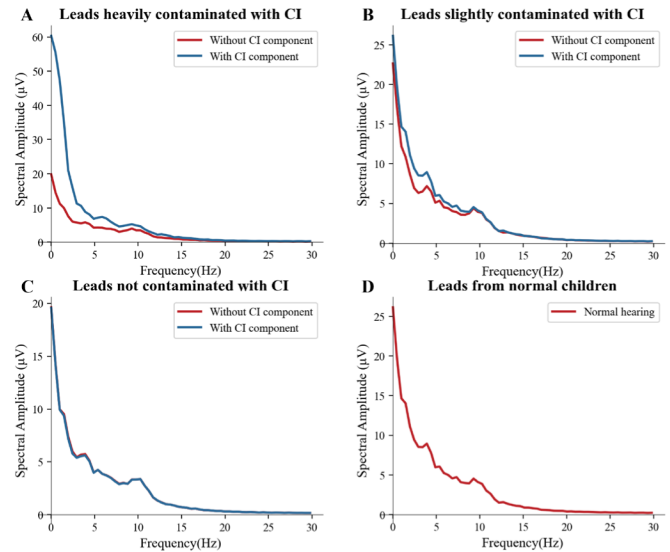 A Leads heavily contaminated with CI
Without CI component
With CI component
Spectral Amplitude (μV)
60
50
40
30
20
10
0
0 5 10 15 20 25 30
Frequency(Hz)
B Leads slightly contaminated with CI
Without CI component
With CI component
Spectral Amplitude (μV)
25
20
15
10
5
0
0 5 10 15 20 25 30
Frequency(Hz)
C Leads not contaminated with CI
Without CI component
With CI component
Spectral Amplitude (μV)
20
15
10
5
0
0 5 10 15 20 25 30
Frequency(Hz)
D Leads from normal children
Normal hearing
Spectral Amplitude (μV)
25
20
15
10
5
0
0 5 10 15 20 25 30
Frequency(Hz)